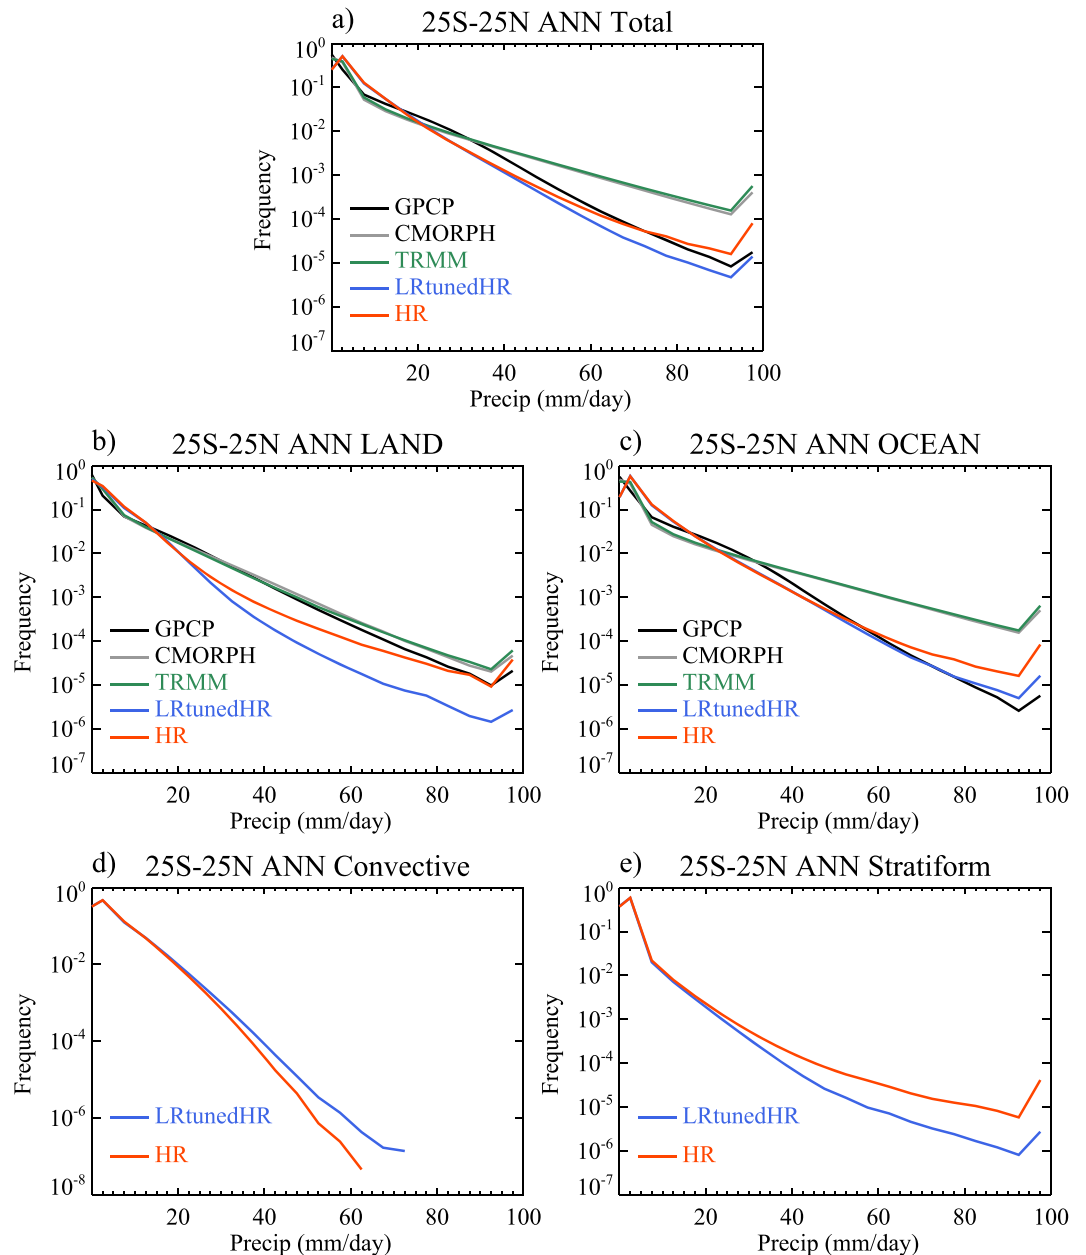 a) 25S-25N ANN Total
10^0
10^-1
10^-2
10^-3
10^-4
10^-5
10^-6
10^-7
Frequency
GPCP
CMORPH
TRMM
LRtunedHR
HR
20 40 60 80 100
Precip (mm/day)
b) 25S-25N ANN LAND
10^0
10^-1
10^-2
10^-3
10^-4
10^-5
10^-6
10^-7
Frequency
GPCP
CMORPH
TRMM
LRtunedHR
HR
20 40 60 80 100
Precip (mm/day)
c) 25S-25N ANN OCEAN
10^0
10^-1
10^-2
10^-3
10^-4
10^-5
10^-6
10^-7
Frequency
GPCP
CMORPH
TRMM
LRtunedHR
HR
20 40 60 80 100
Precip (mm/day)
d) 25S-25N ANN Convective
10^0
10^-2
10^-4
10^-6
10^-8
Frequency
LRtunedHR
HR
20 40 60 80 100
Precip (mm/day)
e) 25S-25N ANN Stratiform
10^0
10^-1
10^-2
10^-3
10^-4
10^-5
10^-6
10^-7
Frequency
LRtunedHR
HR
20 40 60 80 100
Precip (mm/day)